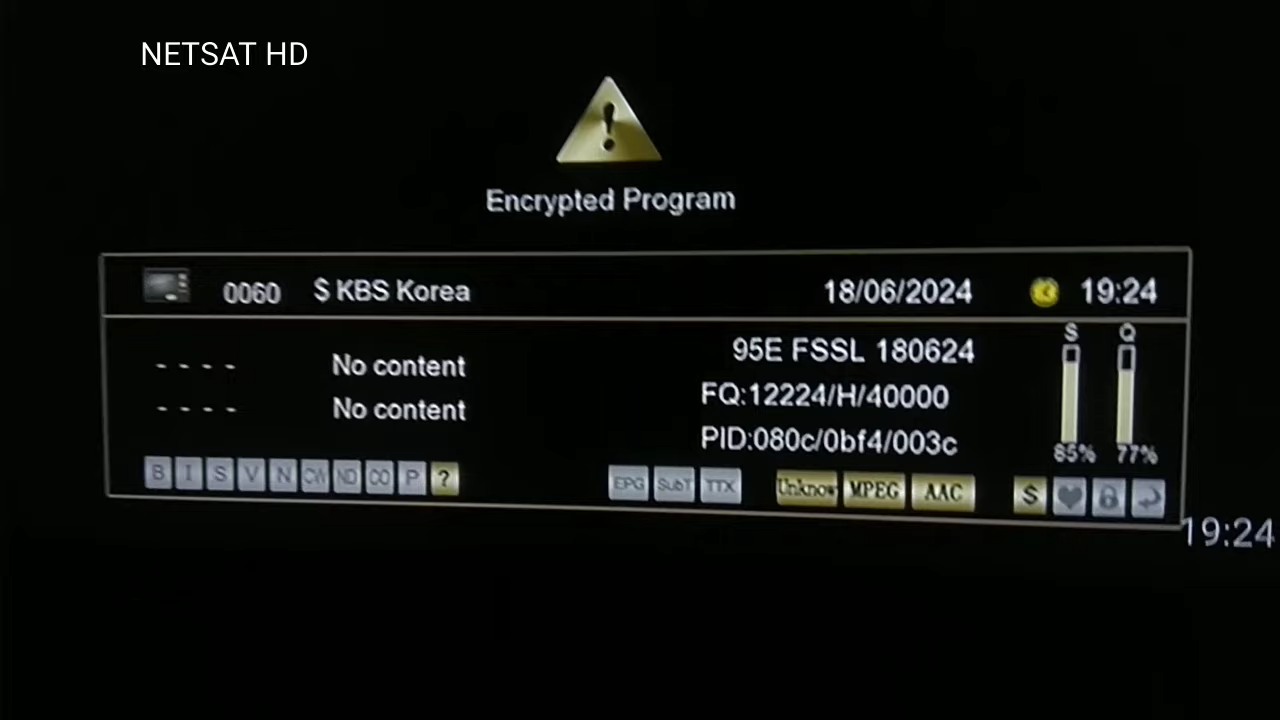 NETSAT HD
!
Encrypted Program
0060 $ KBS Korea 18/06/2024 19:24
S Q
- - - - No content 95E FSSL 180624
FQ:12224/H/40000
- - - - No content
PID:080c/0bf4/003c
85% 77%
B I S V N CW ND CO P ? EPG SubT TTX Unknow MPEG AAC $
19:24